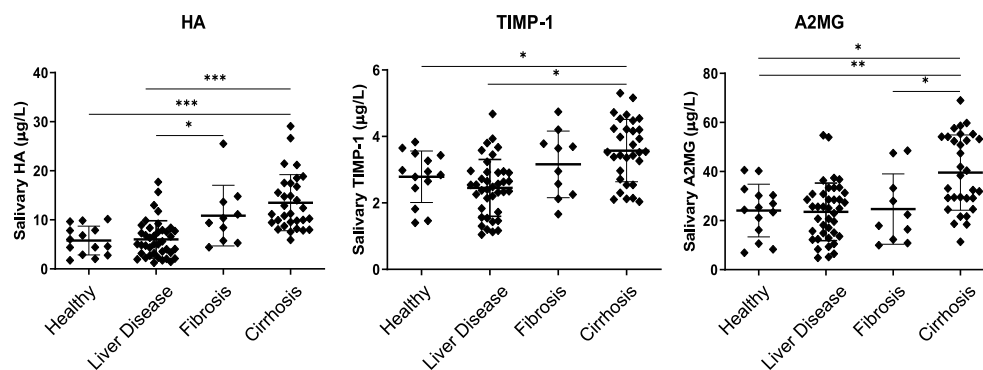 HA
Salivary HA (µg/L)
40
30
20
10
0
***
***
*
Healthy
Liver Disease
Fibrosis
Cirrhosis
TIMP-1
Salivary TIMP-1 (µg/L)
6
4
2
0
*
*
Healthy
Liver Disease
Fibrosis
Cirrhosis
A2MG
Salivary A2MG (µg/L)
80
60
40
20
0
*
**
*
Healthy
Liver Disease
Fibrosis
Cirrhosis